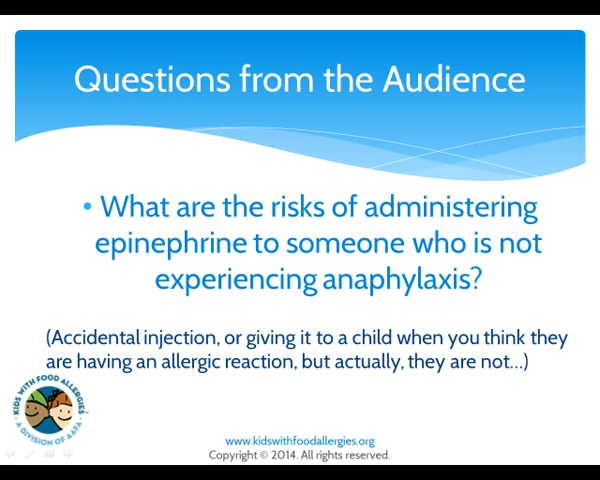 Questions from the Audience
• What are the risks of administering
epinephrine to someone who is not
experiencing anaphylaxis?
(Accidental injection, or giving it to a child when you think they
are having an allergic reaction, but actually, they are not...)
KIDS WITH FOOD ALLERGIES
A DIVISION OF AAFA
www.kidswithfoodallergies.org
Copyright © 2014. All rights reserved.